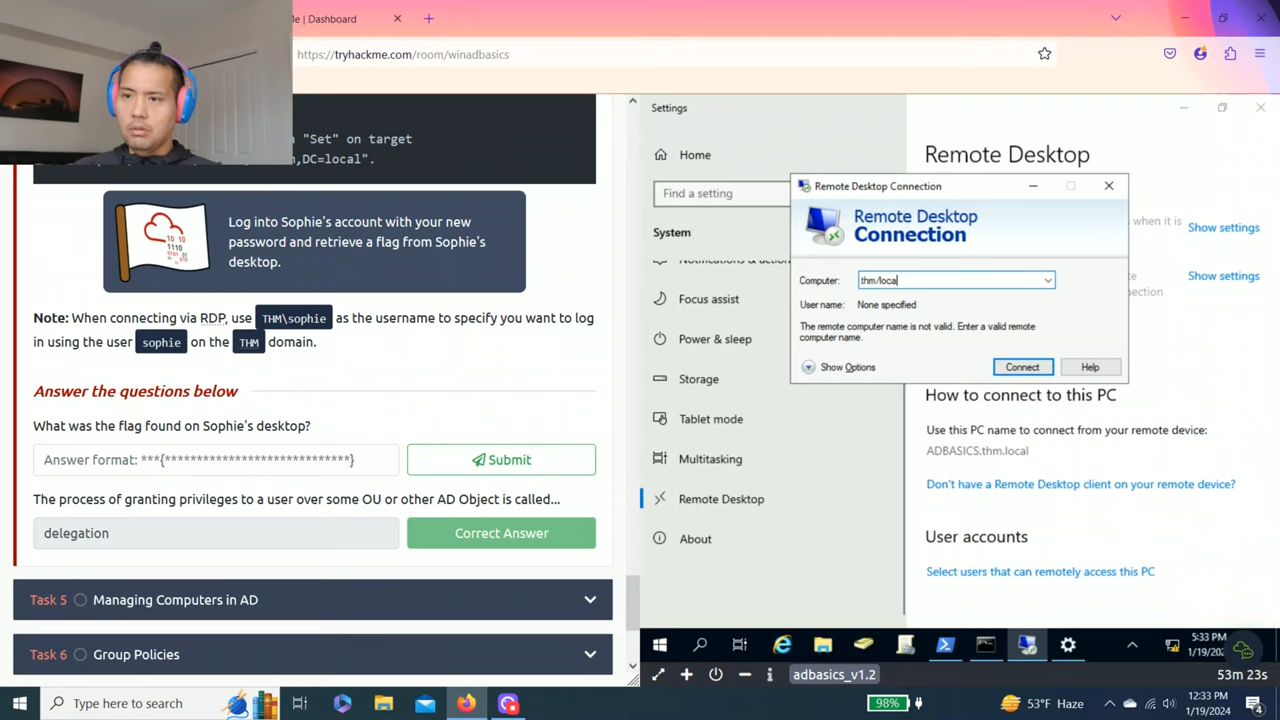 Me | Dashboard
https://tryhackme.com/room/winadbasics
"Set" on target
,DC=local".
Log into Sophie's account with your new
password and retrieve a flag from Sophie's
desktop.
Note: When connecting via RDP, use THM\sophie as the username to specify you want to log
in using the user sophie on the THM domain.
Answer the questions below
What was the flag found on Sophie's desktop?
Answer format: ***{****************************}
Submit
The process of granting privileges to a user over some OU or other AD Object is called...
delegation
Correct Answer
Task 5 Managing Computers in AD
Task 6 Group Policies
Settings
Home
Find a setting
System
Notifications & actions
Focus assist
Power & sleep
Storage
Tablet mode
Multitasking
Remote Desktop
About
Remote Desktop
when it is
Show settings
Show settings
Remote Desktop Connection
Remote Desktop
Connection
Computer: thm/local
User name: None specified
The remote computer name is not valid. Enter a valid remote
computer name.
Show Options
Connect
Help
How to connect to this PC
Use this PC name to connect from your remote device:
ADBASICS.thm.local
Don't have a Remote Desktop client on your remote device?
User accounts
Select users that can remotely access this PC
5:33 PM
adbasics_v1.2
53m 23s
Type here to search
98%
53°F Haze
12:33 PM
1/19/2024
4